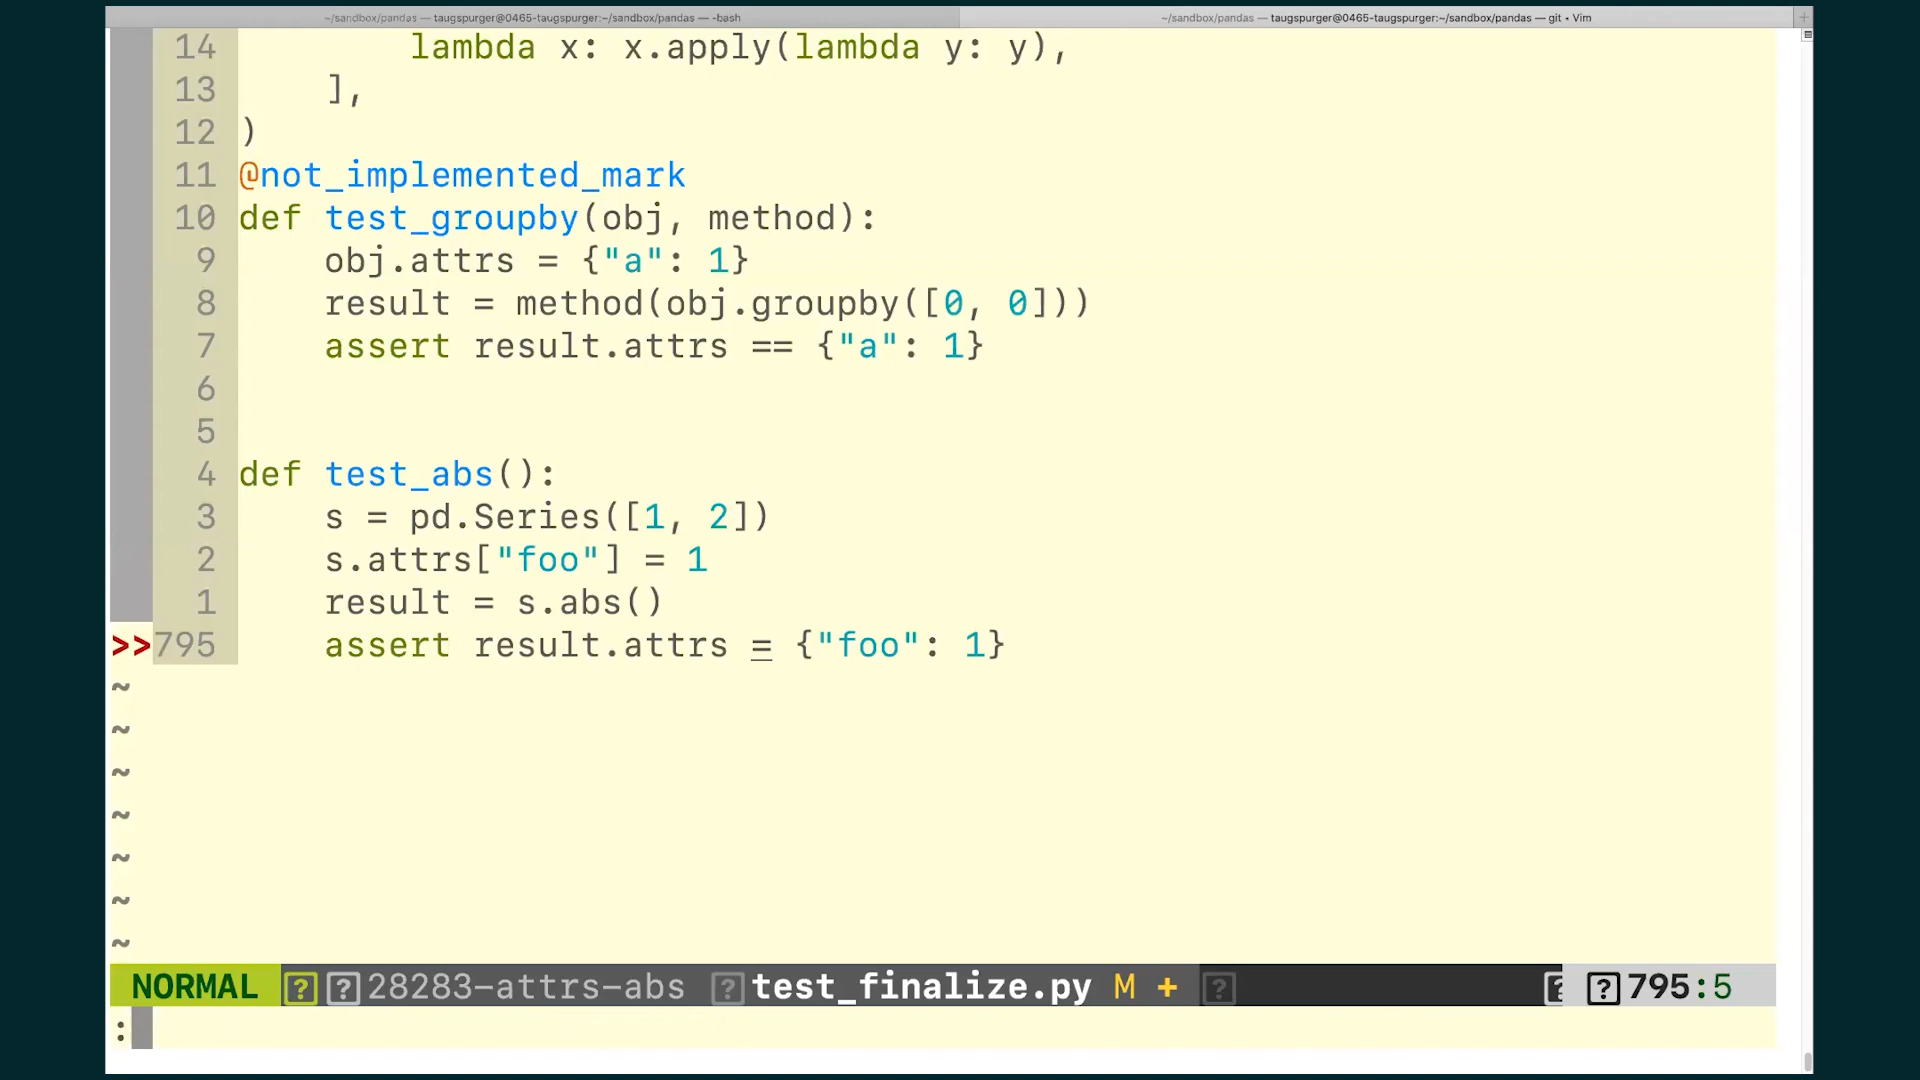 ~/sandbox/pandas — taugspurger@0465-taugspurger:~/sandbox/pandas — -bash
~/sandbox/pandas — taugspurger@0465-taugspurger:~/sandbox/pandas — git • Vim
+
14         lambda x: x.apply(lambda y: y),
13     ],
12 )
11 @not_implemented_mark
10 def test_groupby(obj, method):
9     obj.attrs = {"a": 1}
8     result = method(obj.groupby([0, 0]))
7     assert result.attrs == {"a": 1}
6
5
4 def test_abs():
3     s = pd.Series([1, 2])
2     s.attrs["foo"] = 1
1     result = s.abs()
>>795     assert result.attrs = {"foo": 1}
~
~
~
~
~
~
~
NORMAL ? ? 28283-attrs-abs ? test_finalize.py M + ? ? ? 795:5
: